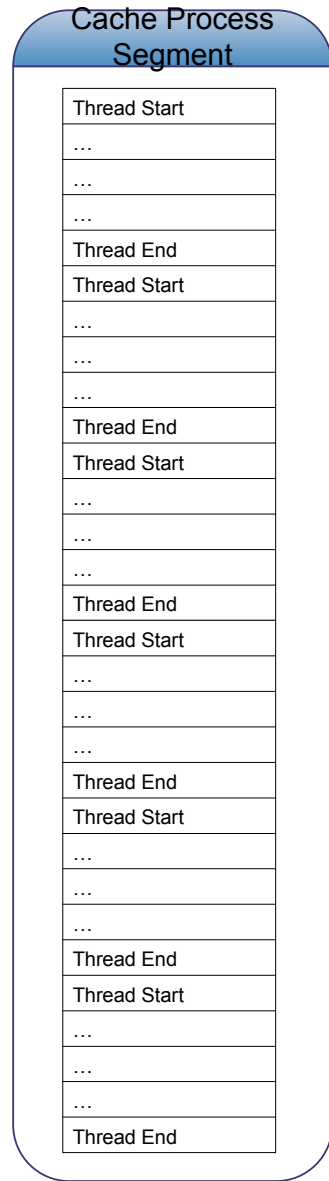 Cache Process
Segment
Thread Start
…
…
…
Thread End
Thread Start
…
…
…
Thread End
Thread Start
…
…
…
Thread End
Thread Start
…
…
…
Thread End
Thread Start
…
…
…
Thread End
Thread Start
…
…
…
Thread End